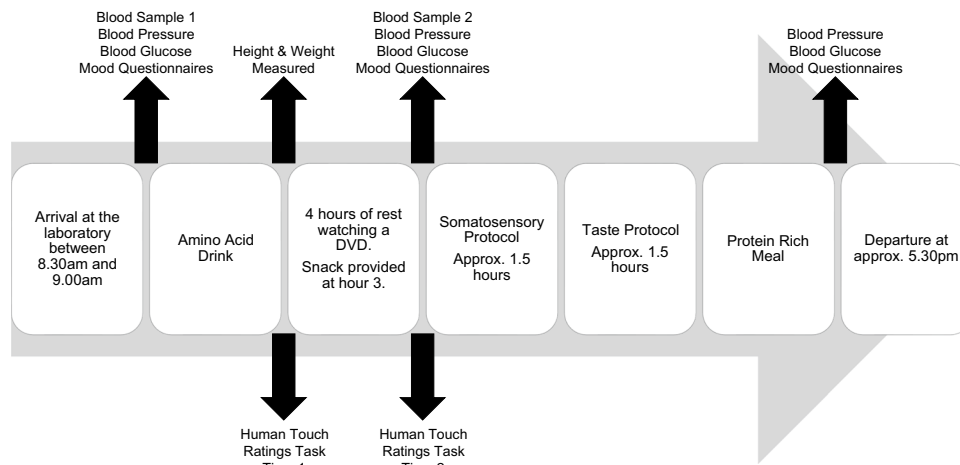 Blood Sample 1
Blood Pressure
Blood Glucose
Mood Questionnaires
Height & Weight
Measured
Blood Sample 2
Blood Pressure
Blood Glucose
Mood Questionnaires
Blood Pressure
Blood Glucose
Mood Questionnaires
Arrival at the
laboratory
between
8.30am and
9.00am
Amino Acid
Drink
4 hours of rest
watching a
DVD.
Snack provided
at hour 3.
Somatosensory
Protocol
Approx. 1.5
hours
Taste Protocol
Approx. 1.5
hours
Protein Rich
Meal
Departure at
approx. 5.30pm
Human Touch
Ratings Task
Human Touch
Ratings Task